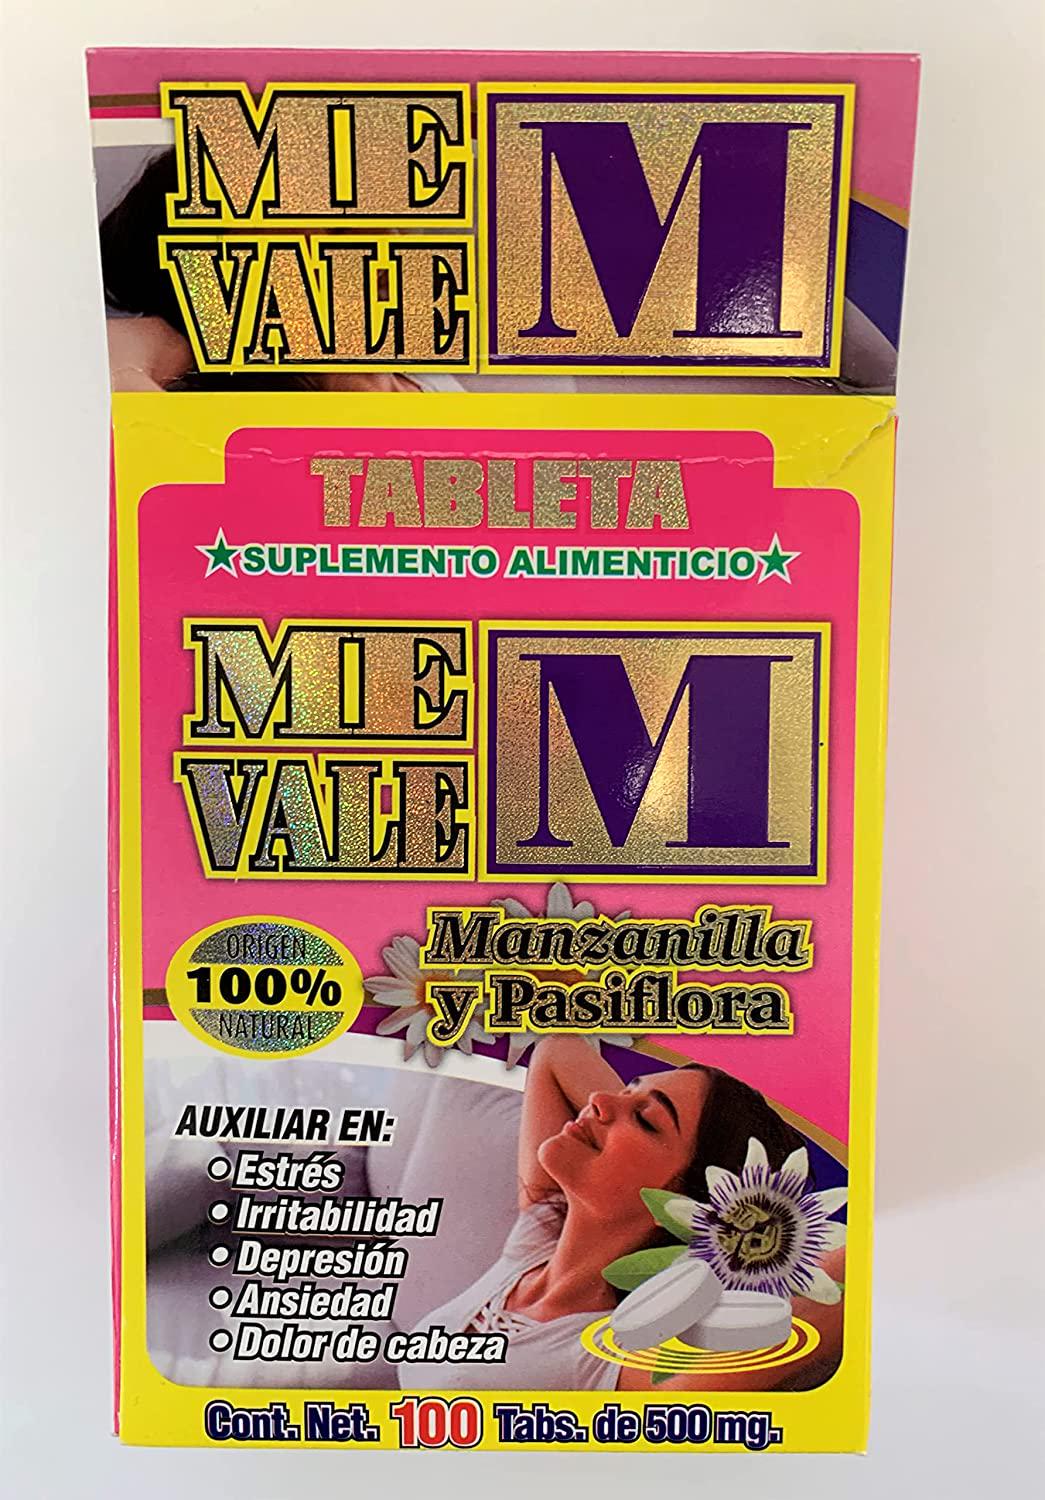 ME
VALE
M
TABLETA
★SUPLEMENTO ALIMENTICIO★
ME
VALE
M
Manzanilla
y Pasiflora
ORIGEN
100%
NATURAL
AUXILIAR EN:
• Estrés
• Irritabilidad
• Depresión
• Ansiedad
• Dolor de cabeza
Cont. Net. 100 Tabs. de 500 mg.